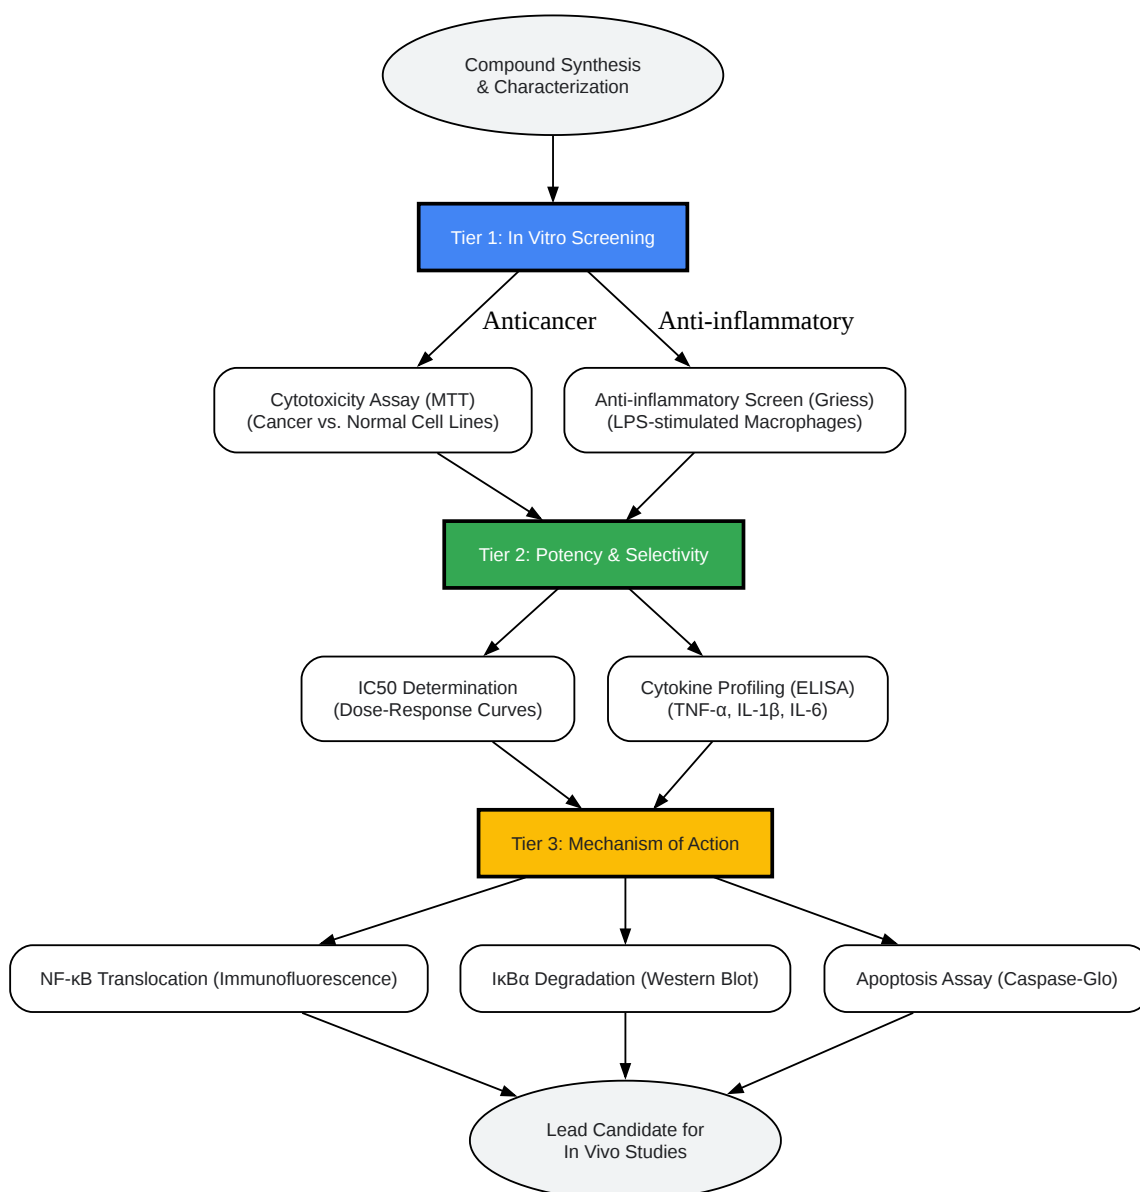 Compound Synthesis
& Characterization
Tier 1: In Vitro Screening
Anticancer
Anti-inflammatory
Cytotoxicity Assay (MTT)
(Cancer vs. Normal Cell Lines)
Anti-inflammatory Screen (Griess)
(LPS-stimulated Macrophages)
Tier 2: Potency & Selectivity
IC50 Determination
(Dose-Response Curves)
Cytokine Profiling (ELISA)
(TNF-α, IL-1β, IL-6)
Tier 3: Mechanism of Action
NF-κB Translocation (Immunofluorescence)
IκBα Degradation (Western Blot)
Apoptosis Assay (Caspase-Glo)
Lead Candidate for
In Vivo Studies